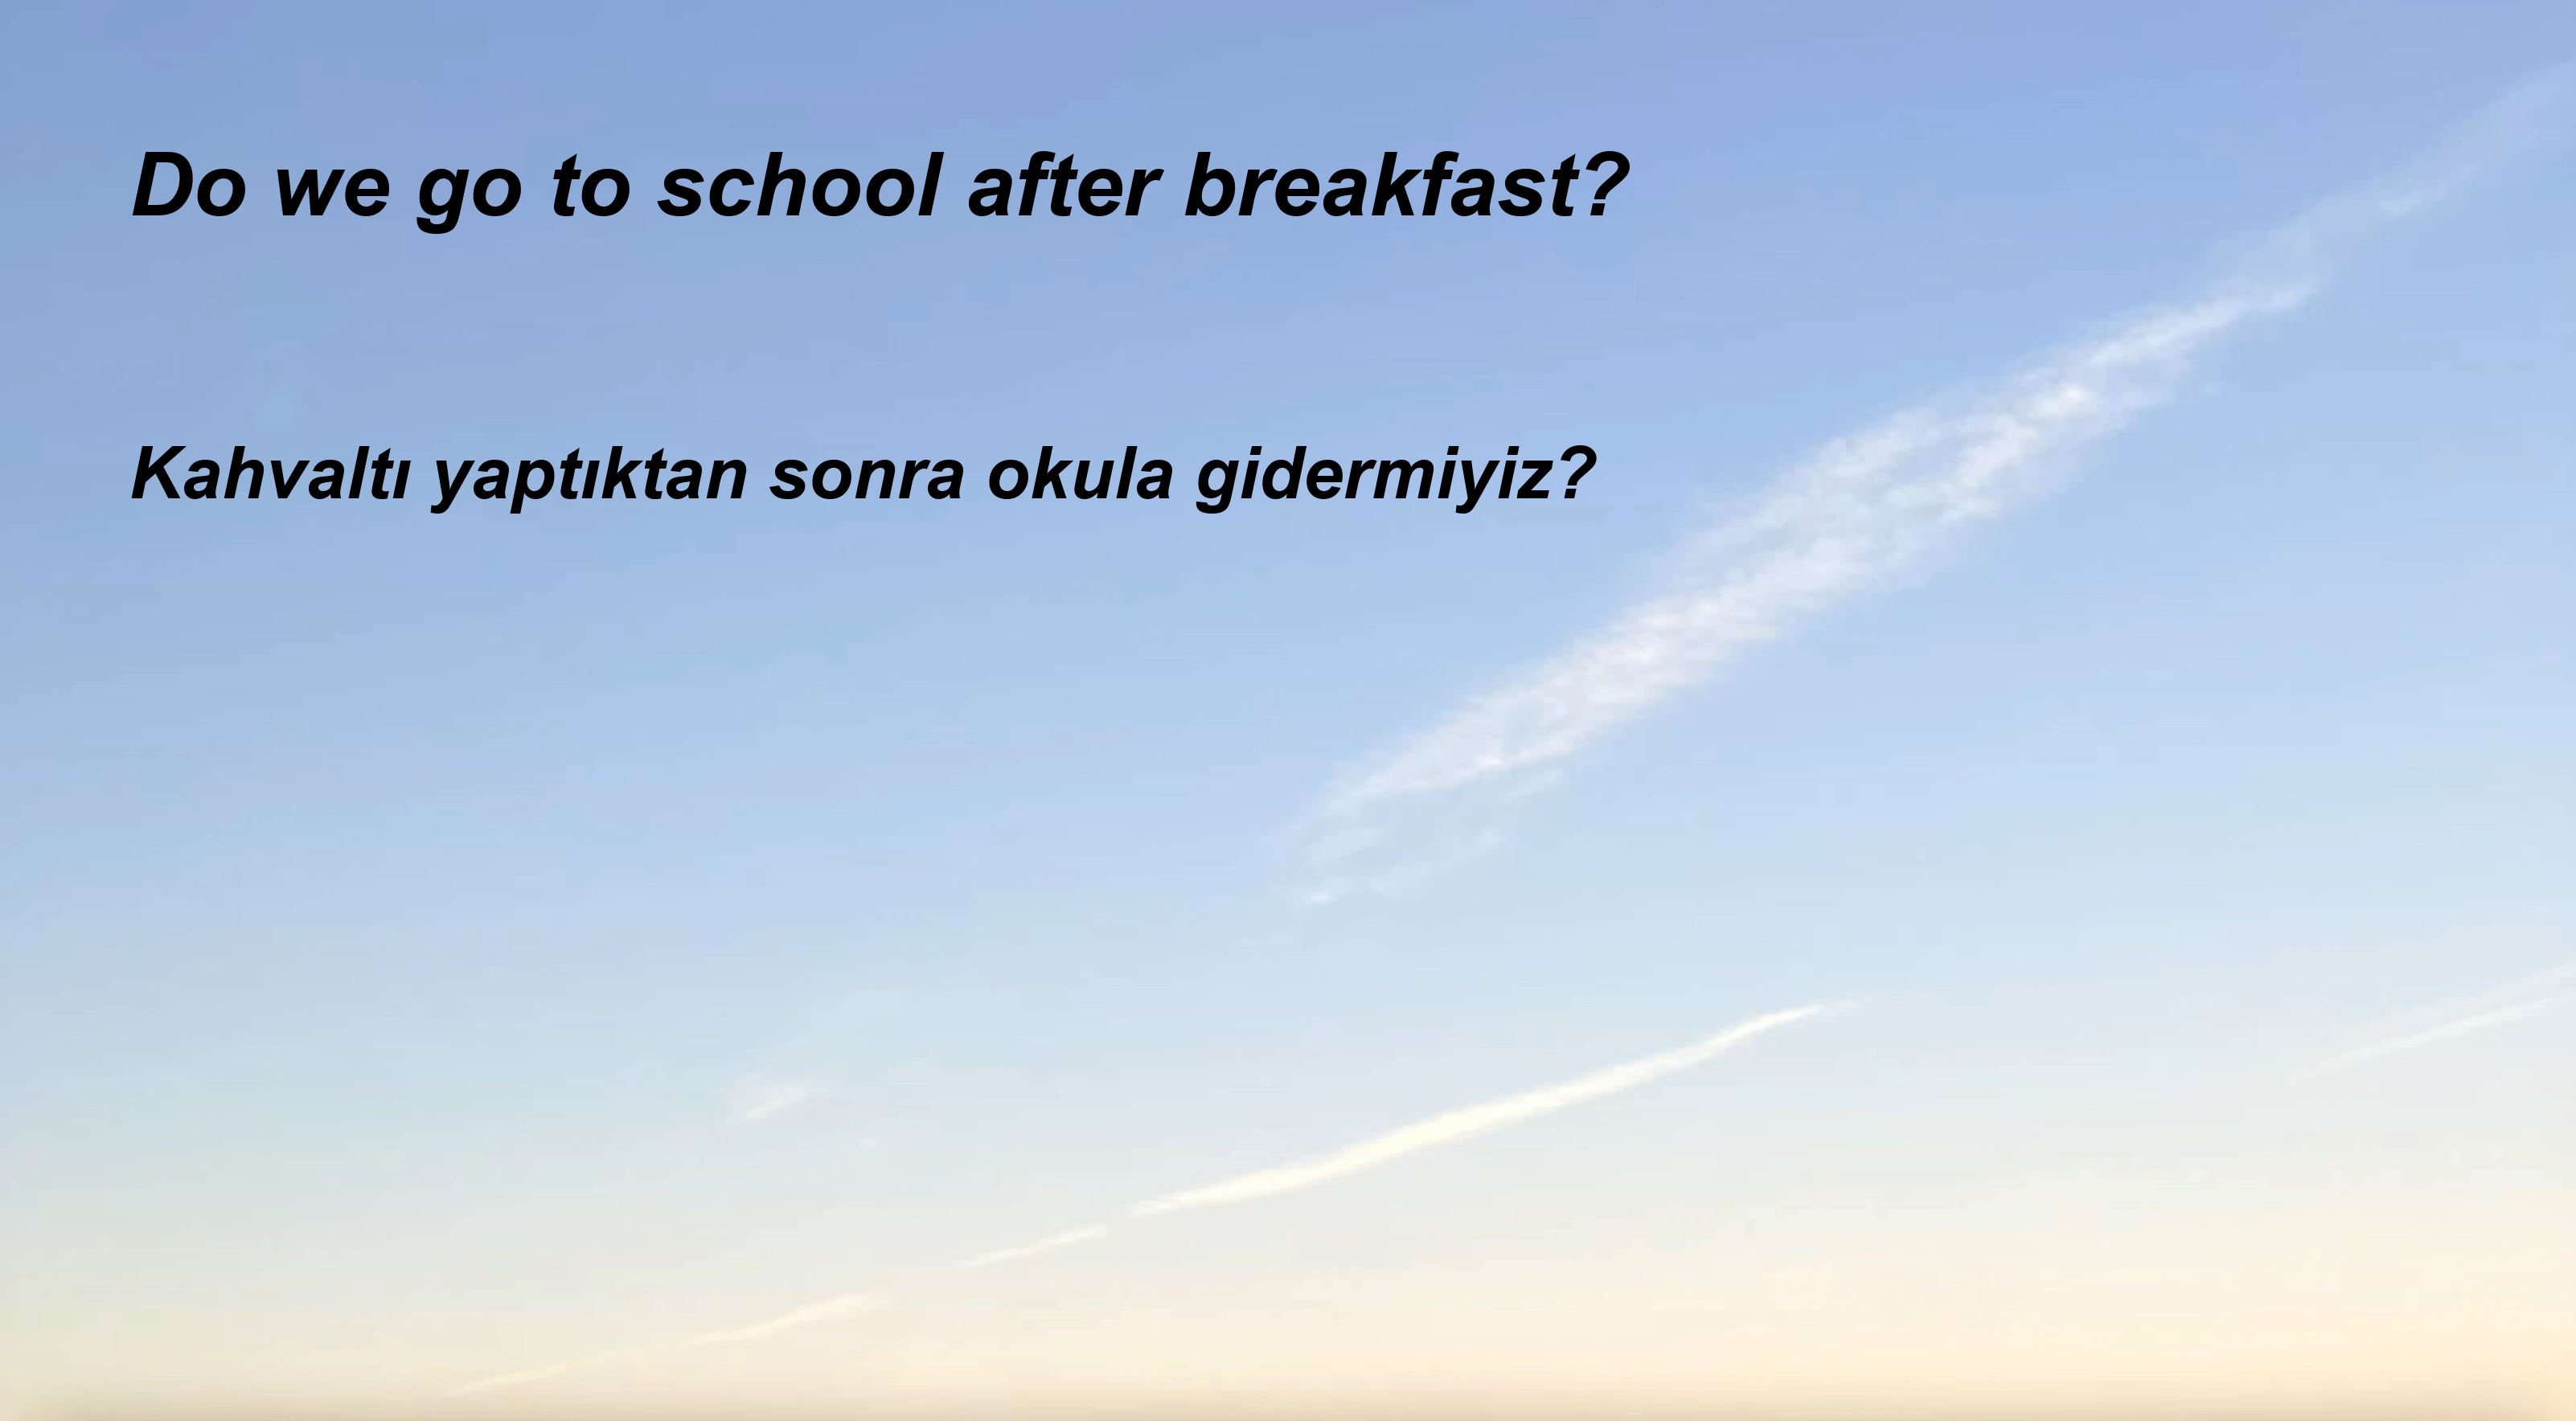 Do we go to school after breakfast?
Kahvaltı yaptıktan sonra okula gidermiyiz?